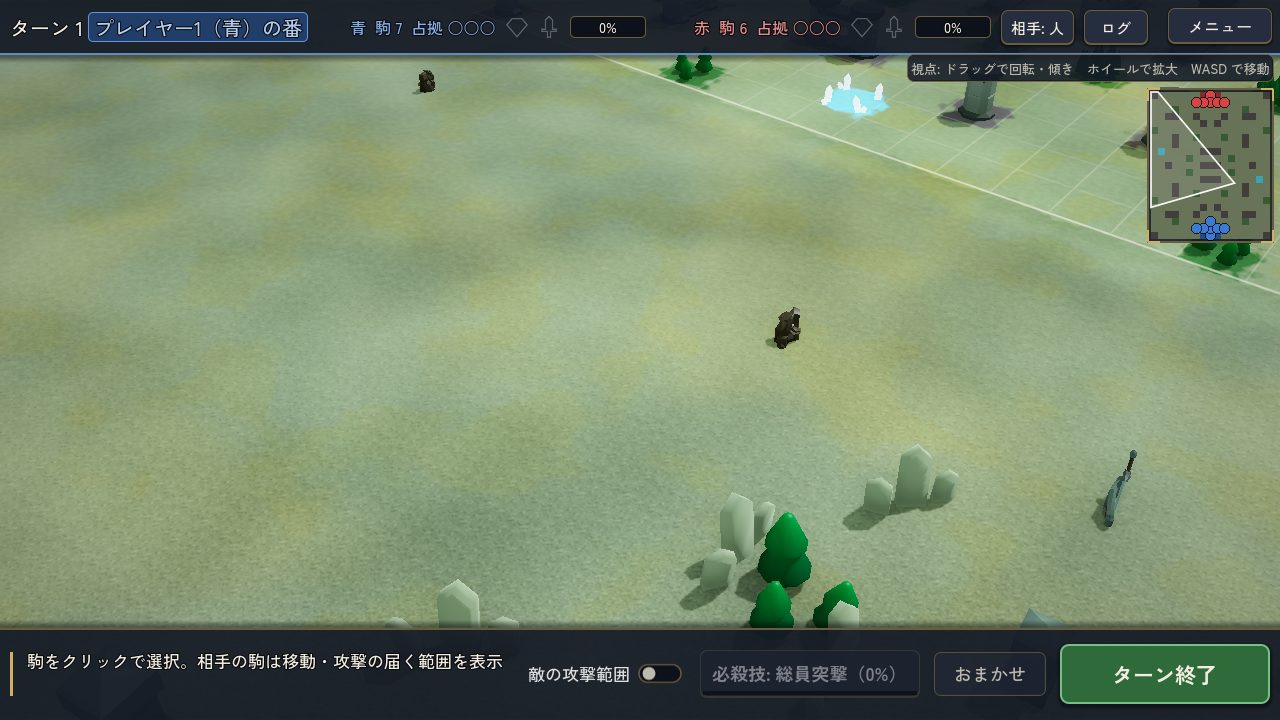 ターン 1 プレイヤー1（青）の番 青 駒 7 占拠 〇〇〇 0% 赤 駒 6 占拠 〇〇〇 0% 相手: 人 ログ メニュー
視点: ドラッグで回転・傾き ホイールで拡大 WASD で移動
駒をクリックで選択。相手の駒は移動・攻撃の届く範囲を表示
敵の攻撃範囲 必殺技: 総員突撃（0%） おまかせ ターン終了